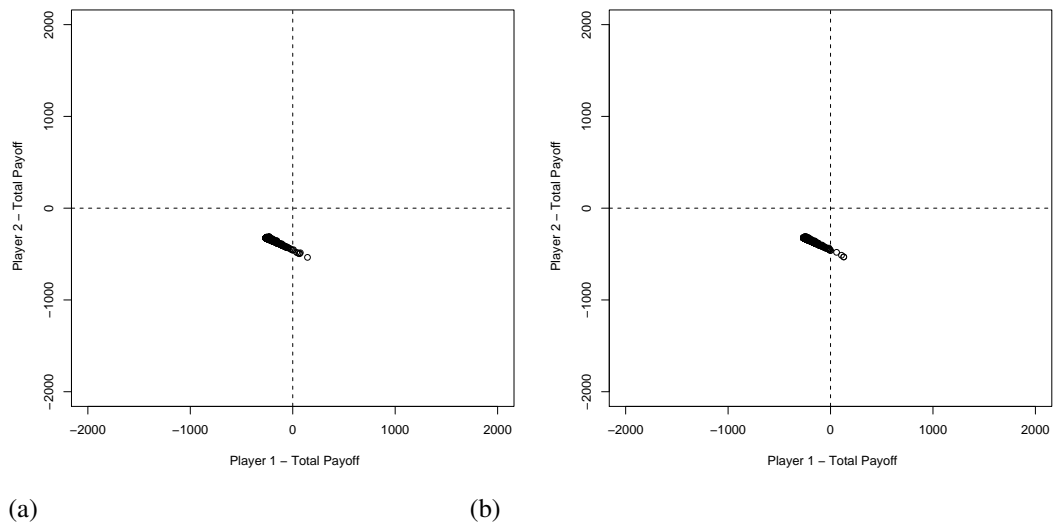 2000
1000
0
−1000
−2000
Player 2 − Total Payoff
−2000 −1000 0 1000 2000
Player 1 − Total Payoff
(a)
2000
1000
0
−1000
−2000
Player 2 − Total Payoff
−2000 −1000 0 1000 2000
Player 1 − Total Payoff
(b)